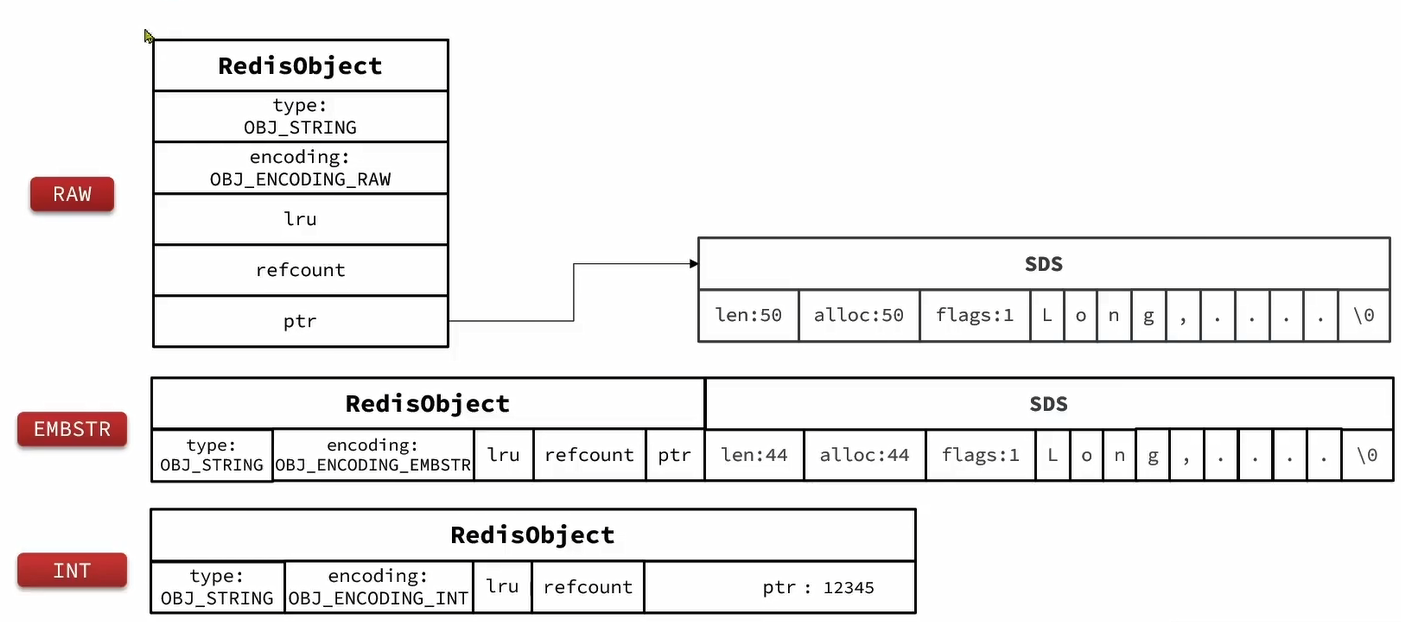 RAW
RedisObject
type:
OBJ_STRING
encoding:
OBJ_ENCODING_RAW
lru
refcount
ptr
SDS
len:50 alloc:50 flags:1 L o n g , . . . . \0
EMBSTR
RedisObject SDS
type:
OBJ_STRING
encoding:
OBJ_ENCODING_EMBSTR
lru refcount ptr len:44 alloc:44 flags:1 L o n g , . . . . \0
INT
RedisObject
type:
OBJ_STRING
encoding:
OBJ_ENCODING_INT
lru refcount ptr : 12345